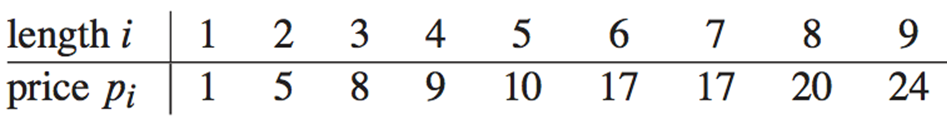 length i 1 2 3 4 5 6 7 8 9
price pi 1 5 8 9 10 17 17 20 24